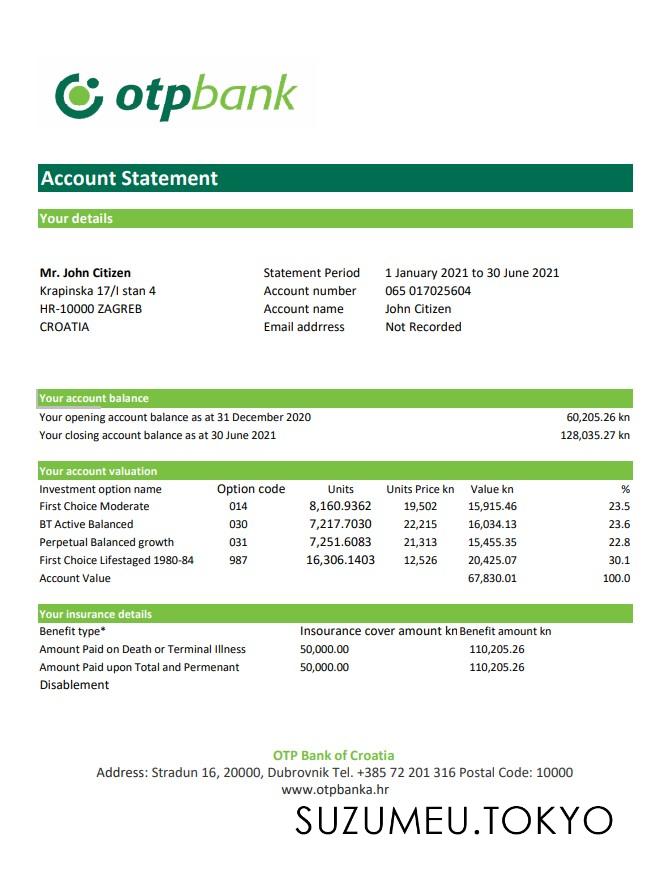 otpbank
Account Statement
Your details
Mr. John Citizen Statement Period 1 January 2021 to 30 June 2021
Krapinska 17/I stan 4 Account number 065 017025604
HR-10000 ZAGREB Account name John Citizen
CROATIA Email addrress Not Recorded
Your account balance
Your opening account balance as at 31 December 2020 60,205.26 kn
Your closing account balance as at 30 June 2021 128,035.27 kn
Your account valuation
Investment option name Option code Units Units Price kn Value kn %
First Choice Moderate 014 8,160.9362 19,502 15,915.46 23.5
BT Active Balanced 030 7,217.7030 22,215 16,034.13 23.6
Perpetual Balanced growth 031 7,251.6083 21,313 15,455.35 22.8
First Choice Lifestaged 1980-84 987 16,306.1403 12,526 20,425.07 30.1
Account Value 67,830.01 100.0
Your insurance details
Benefit type* Insourance cover amount kn Benefit amount kn
Amount Paid on Death or Terminal Illness 50,000.00 110,205.26
Amount Paid upon Total and Permenant 50,000.00 110,205.26
Disablement
OTP Bank of Croatia
Address: Stradun 16, 20000, Dubrovnik Tel. +385 72 201 316 Postal Code: 10000
www.otpbanka.hr
SUZUMEU.TOKYO